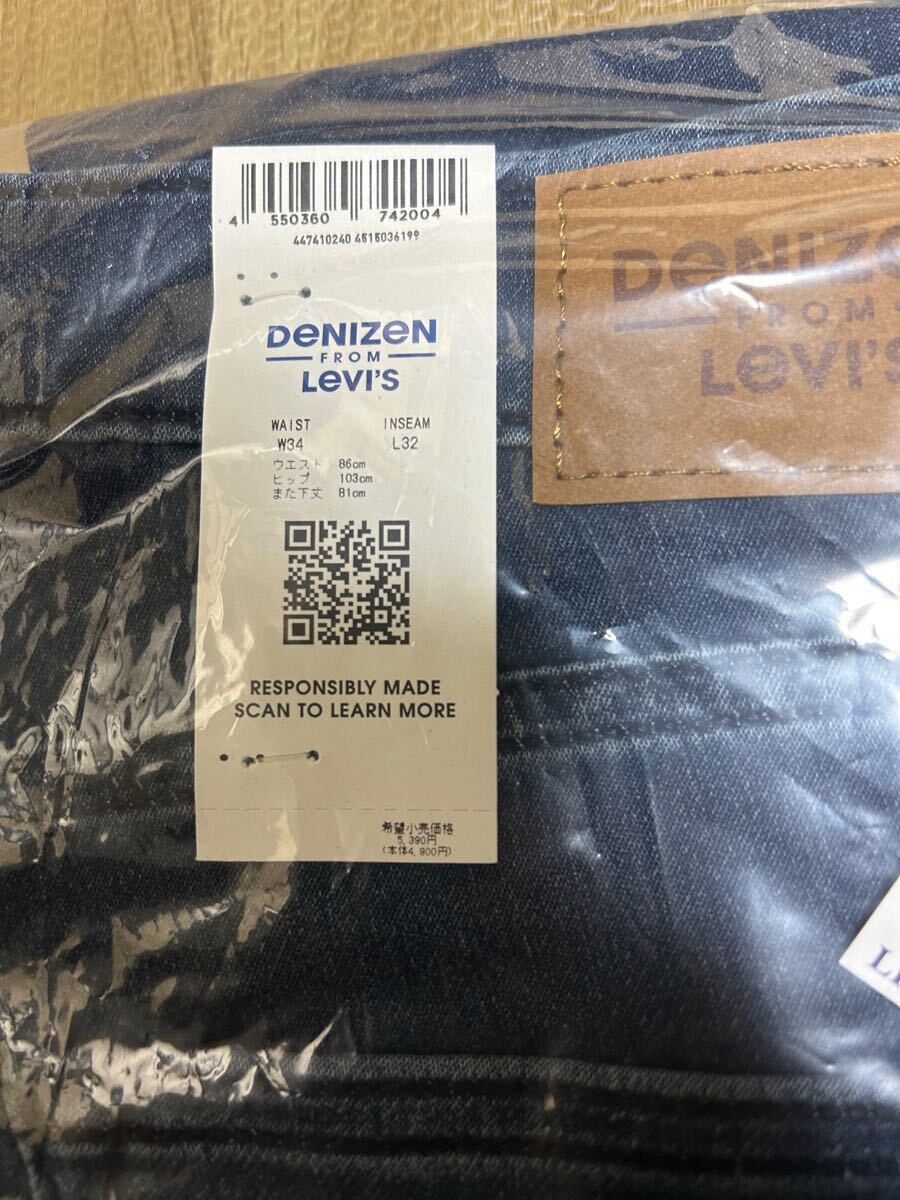 4 550360 742004
447410240 4515036199
DENIZEN
FROM
LEVI'S
WAIST INSEAM
W34 L32
ウエスト 86cm
ヒップ 103cm
また下丈 81cm
RESPONSIBLY MADE
SCAN TO LEARN MORE
希望小売価格
5,390円
(本体4,900円)
DENIZE
FROM
LEVI'S